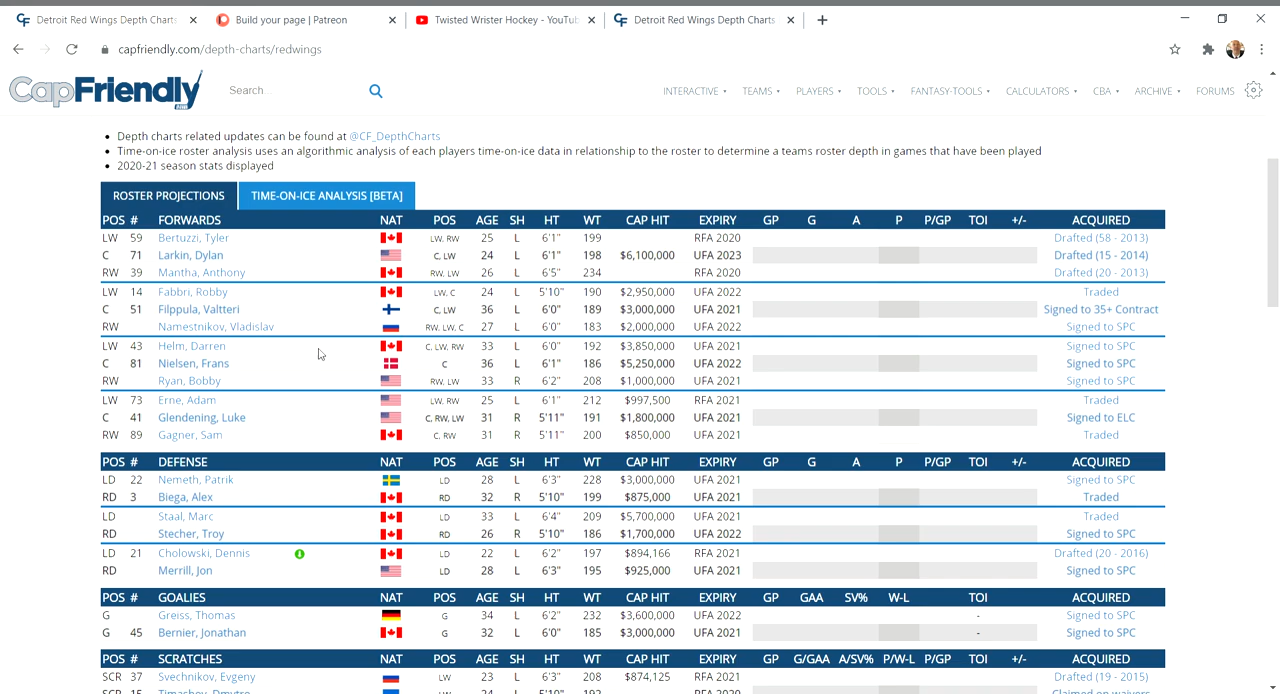 Detroit Red Wings Depth Charts
Build your page | Patreon
Twisted Wrister Hockey - YouTub
Detroit Red Wings Depth Charts
capfriendly.com/depth-charts/redwings
CapFriendly
Search...
INTERACTIVE TEAMS PLAYERS TOOLS FANTASY-TOOLS CALCULATORS CBA ARCHIVE FORUMS
Depth charts related updates can be found at @CF_DepthCharts
Time-on-ice roster analysis uses an algorithmic analysis of each players time-on-ice data in relationship to the roster to determine a teams roster depth in games that have been played
2020-21 season stats displayed
ROSTER PROJECTIONS TIME-ON-ICE ANALYSIS [BETA]
POS # FORWARDS NAT POS AGE SH HT WT CAP HIT EXPIRY GP G A P P/GP TOI +/- ACQUIRED
LW 59 Bertuzzi, Tyler LW, RW 25 L 6'1" 199 RFA 2020 Drafted (58 - 2013)
C 71 Larkin, Dylan C, LW 24 L 6'1" 198 $6,100,000 UFA 2023 Drafted (15 - 2014)
RW 39 Mantha, Anthony RW, LW 26 L 6'5" 234 RFA 2020 Drafted (20 - 2013)
LW 14 Fabbri, Robby LW, C 24 L 5'10" 190 $2,950,000 UFA 2022 Traded
C 51 Filppula, Valtteri C, LW 36 L 6'0" 189 $3,000,000 UFA 2021 Signed to 35+ Contract
RW Namestnikov, Vladislav RW, LW, C 27 L 6'0" 183 $2,000,000 UFA 2022 Signed to SPC
LW 43 Helm, Darren C, LW, RW 33 L 6'0" 192 $3,850,000 UFA 2021 Signed to SPC
C 81 Nielsen, Frans C 36 L 6'1" 186 $5,250,000 UFA 2022 Signed to SPC
RW Ryan, Bobby RW, LW 33 R 6'2" 208 $1,000,000 UFA 2021 Signed to SPC
LW 73 Erne, Adam LW, RW 25 L 6'1" 212 $997,500 RFA 2021 Traded
C 41 Glendening, Luke C, RW, LW 31 R 5'11" 191 $1,800,000 UFA 2021 Signed to ELC
RW 89 Gagner, Sam C, RW 31 R 5'11" 200 $850,000 UFA 2021 Traded
POS # DEFENSE NAT POS AGE SH HT WT CAP HIT EXPIRY GP G A P P/GP TOI +/- ACQUIRED
LD 22 Nemeth, Patrik LD 28 L 6'3" 228 $3,000,000 UFA 2021 Signed to SPC
RD 3 Biega, Alex RD 32 R 5'10" 199 $875,000 UFA 2021 Traded
LD Staal, Marc LD 33 L 6'4" 209 $5,700,000 UFA 2021 Traded
RD Stecher, Troy RD 26 R 5'10" 186 $1,700,000 UFA 2022 Signed to SPC
LD 21 Cholowski, Dennis LD 22 L 6'2" 197 $894,166 RFA 2021 Drafted (20 - 2016)
RD Merrill, Jon LD 28 L 6'3" 195 $925,000 UFA 2021 Signed to SPC
POS # GOALIES NAT POS AGE SH HT WT CAP HIT EXPIRY GP GAA SV% W-L TOI ACQUIRED
G Greiss, Thomas G 34 L 6'2" 232 $3,600,000 UFA 2022 - Signed to SPC
G 45 Bernier, Jonathan G 32 L 6'0" 185 $3,000,000 UFA 2021 - Signed to SPC
POS # SCRATCHES NAT POS AGE SH HT WT CAP HIT EXPIRY GP G/GAA A/SV% P/W-L P/GP TOI +/- ACQUIRED
SCR 37 Svechnikov, Evgeny LW 23 L 6'3" 208 $874,125 RFA 2021 Drafted (19 - 2015)
SCR 15 Timashov, Dmytro LW 24 L 5'10" 192 RFA 2020 Claimed on waivers